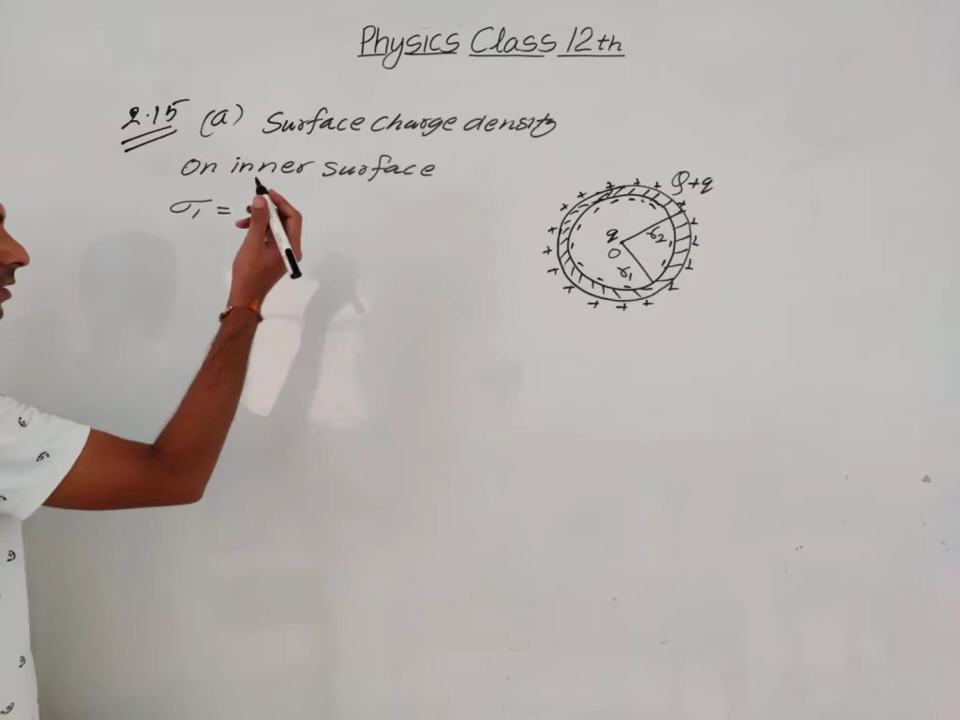 Physics Class 12th
2.15 (a) Surface charge density
On inner surface
σ₁ =
Q+q
q
r₂
O
r₁